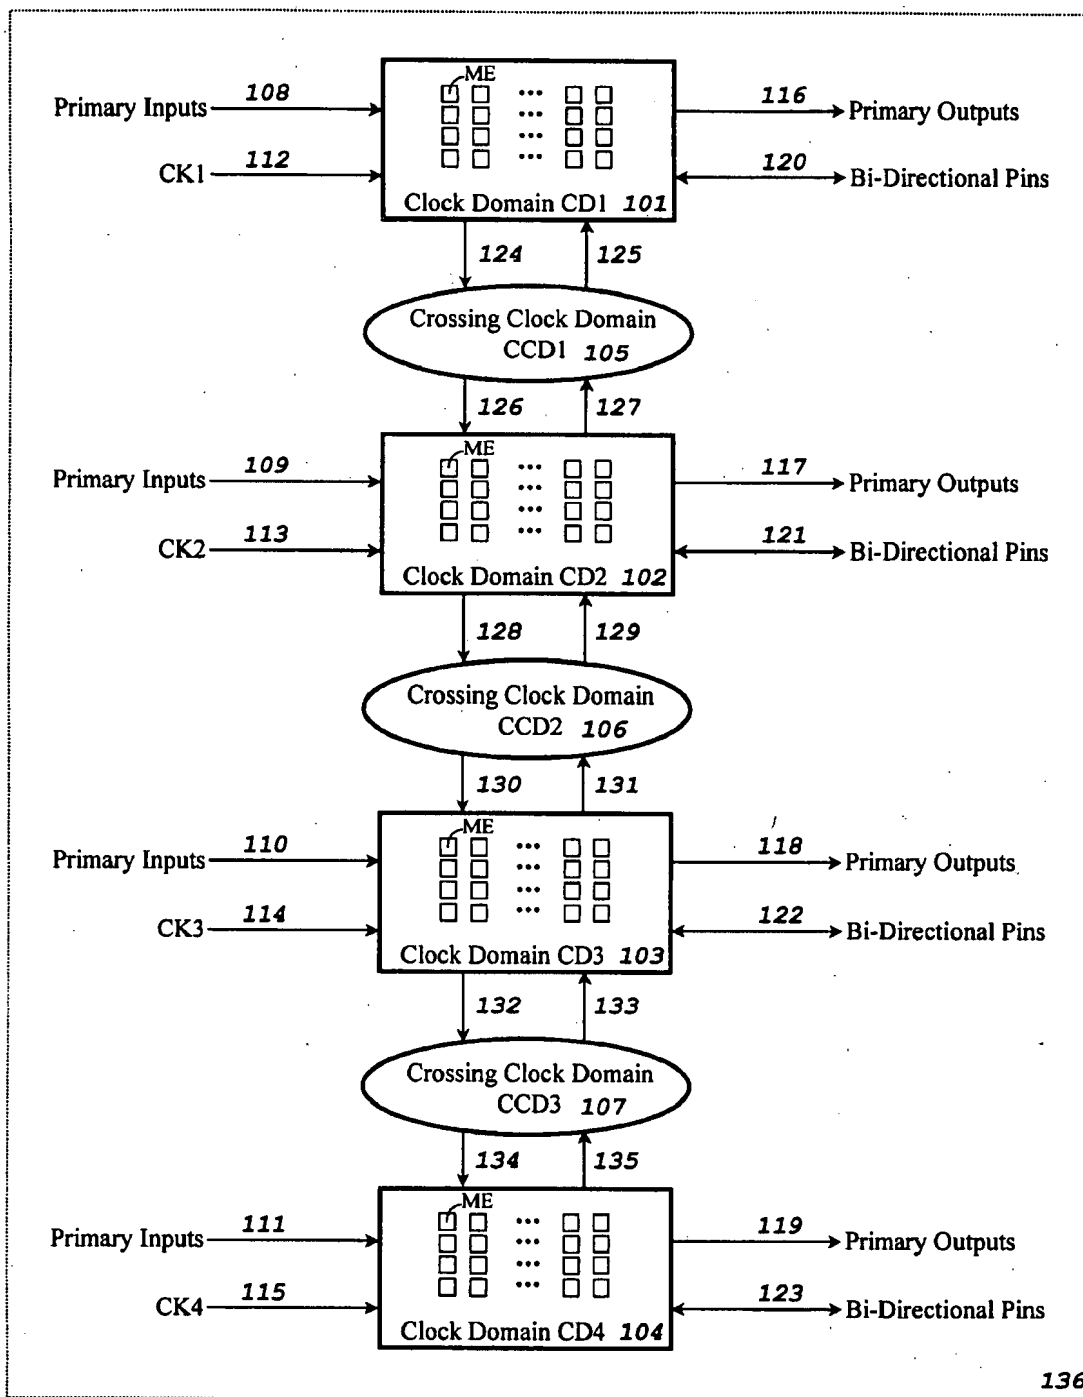 ME
Primary Inputs 108
116 Primary Outputs
CK1 112
120 Bi-Directional Pins
Clock Domain CD1 101
124 125
Crossing Clock Domain
CCD1 105
126 127
ME
Primary Inputs 109
117 Primary Outputs
CK2 113
121 Bi-Directional Pins
Clock Domain CD2 102
128 129
Crossing Clock Domain
CCD2 106
130 131
ME
Primary Inputs 110
118 Primary Outputs
CK3 114
122 Bi-Directional Pins
Clock Domain CD3 103
132 133
Crossing Clock Domain
CCD3 107
134 135
ME
Primary Inputs 111
119 Primary Outputs
CK4 115
123 Bi-Directional Pins
Clock Domain CD4 104
136